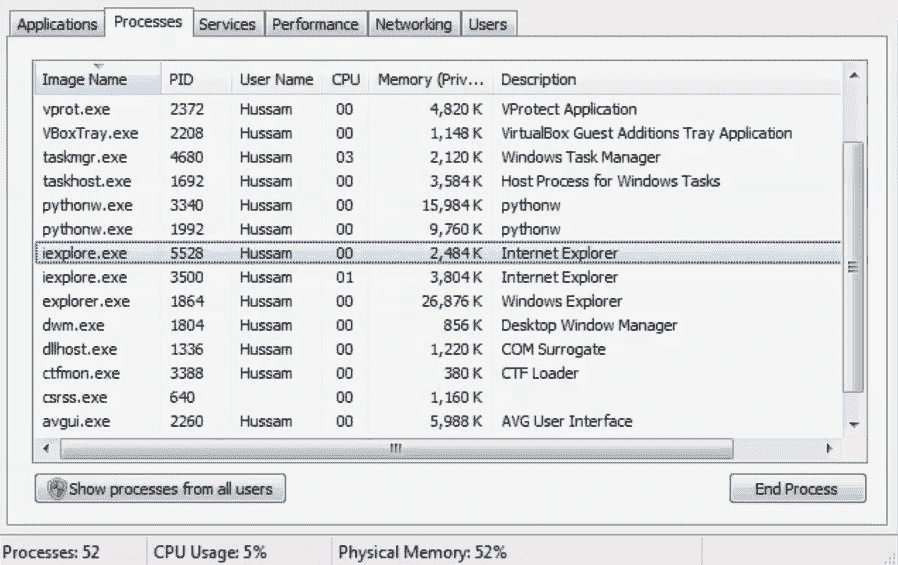 Applications Processes Services Performance Networking Users
Image Name PID User Name CPU Memory (Priv... Description
vprot.exe 2372 Hussam 00 4,820 K VProtect Application
VBoxTray.exe 2208 Hussam 00 1,148 K VirtualBox Guest Additions Tray Application
taskmgr.exe 4680 Hussam 03 2,120 K Windows Task Manager
taskhost.exe 1692 Hussam 00 3,584 K Host Process for Windows Tasks
pythonw.exe 3340 Hussam 00 15,984 K pythonw
pythonw.exe 1992 Hussam 00 9,760 K pythonw
iexplore.exe 5528 Hussam 00 2,484 K Internet Explorer
iexplore.exe 3500 Hussam 01 3,804 K Internet Explorer
explorer.exe 1864 Hussam 00 26,876 K Windows Explorer
dwm.exe 1804 Hussam 00 856 K Desktop Window Manager
dllhost.exe 1336 Hussam 00 1,220 K COM Surrogate
ctfmon.exe 3388 Hussam 00 380 K CTF Loader
csrss.exe 640 00 1,160 K
avgui.exe 2260 Hussam 00 5,988 K AVG User Interface
Show processes from all users End Process
Processes: 52 CPU Usage: 5% Physical Memory: 52%